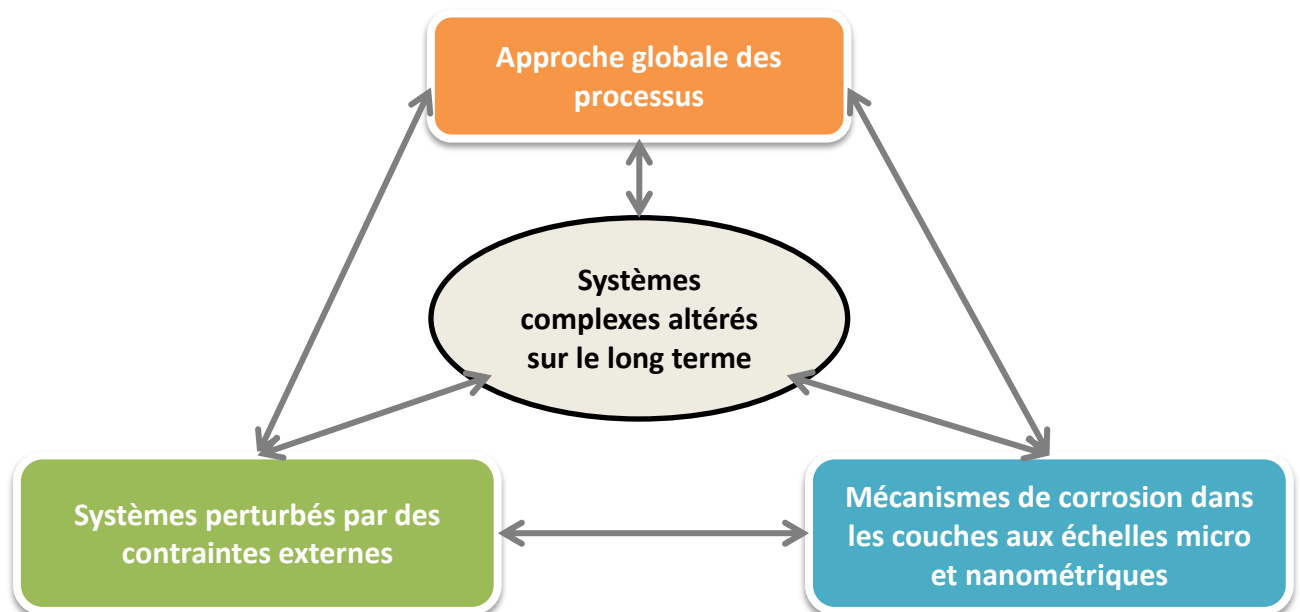 Approche globale des
processus
Systèmes
complexes altérés
sur le long terme
Systèmes perturbés par des
contraintes externes
Mécanismes de corrosion dans
les couches aux échelles micro
et nanométriques